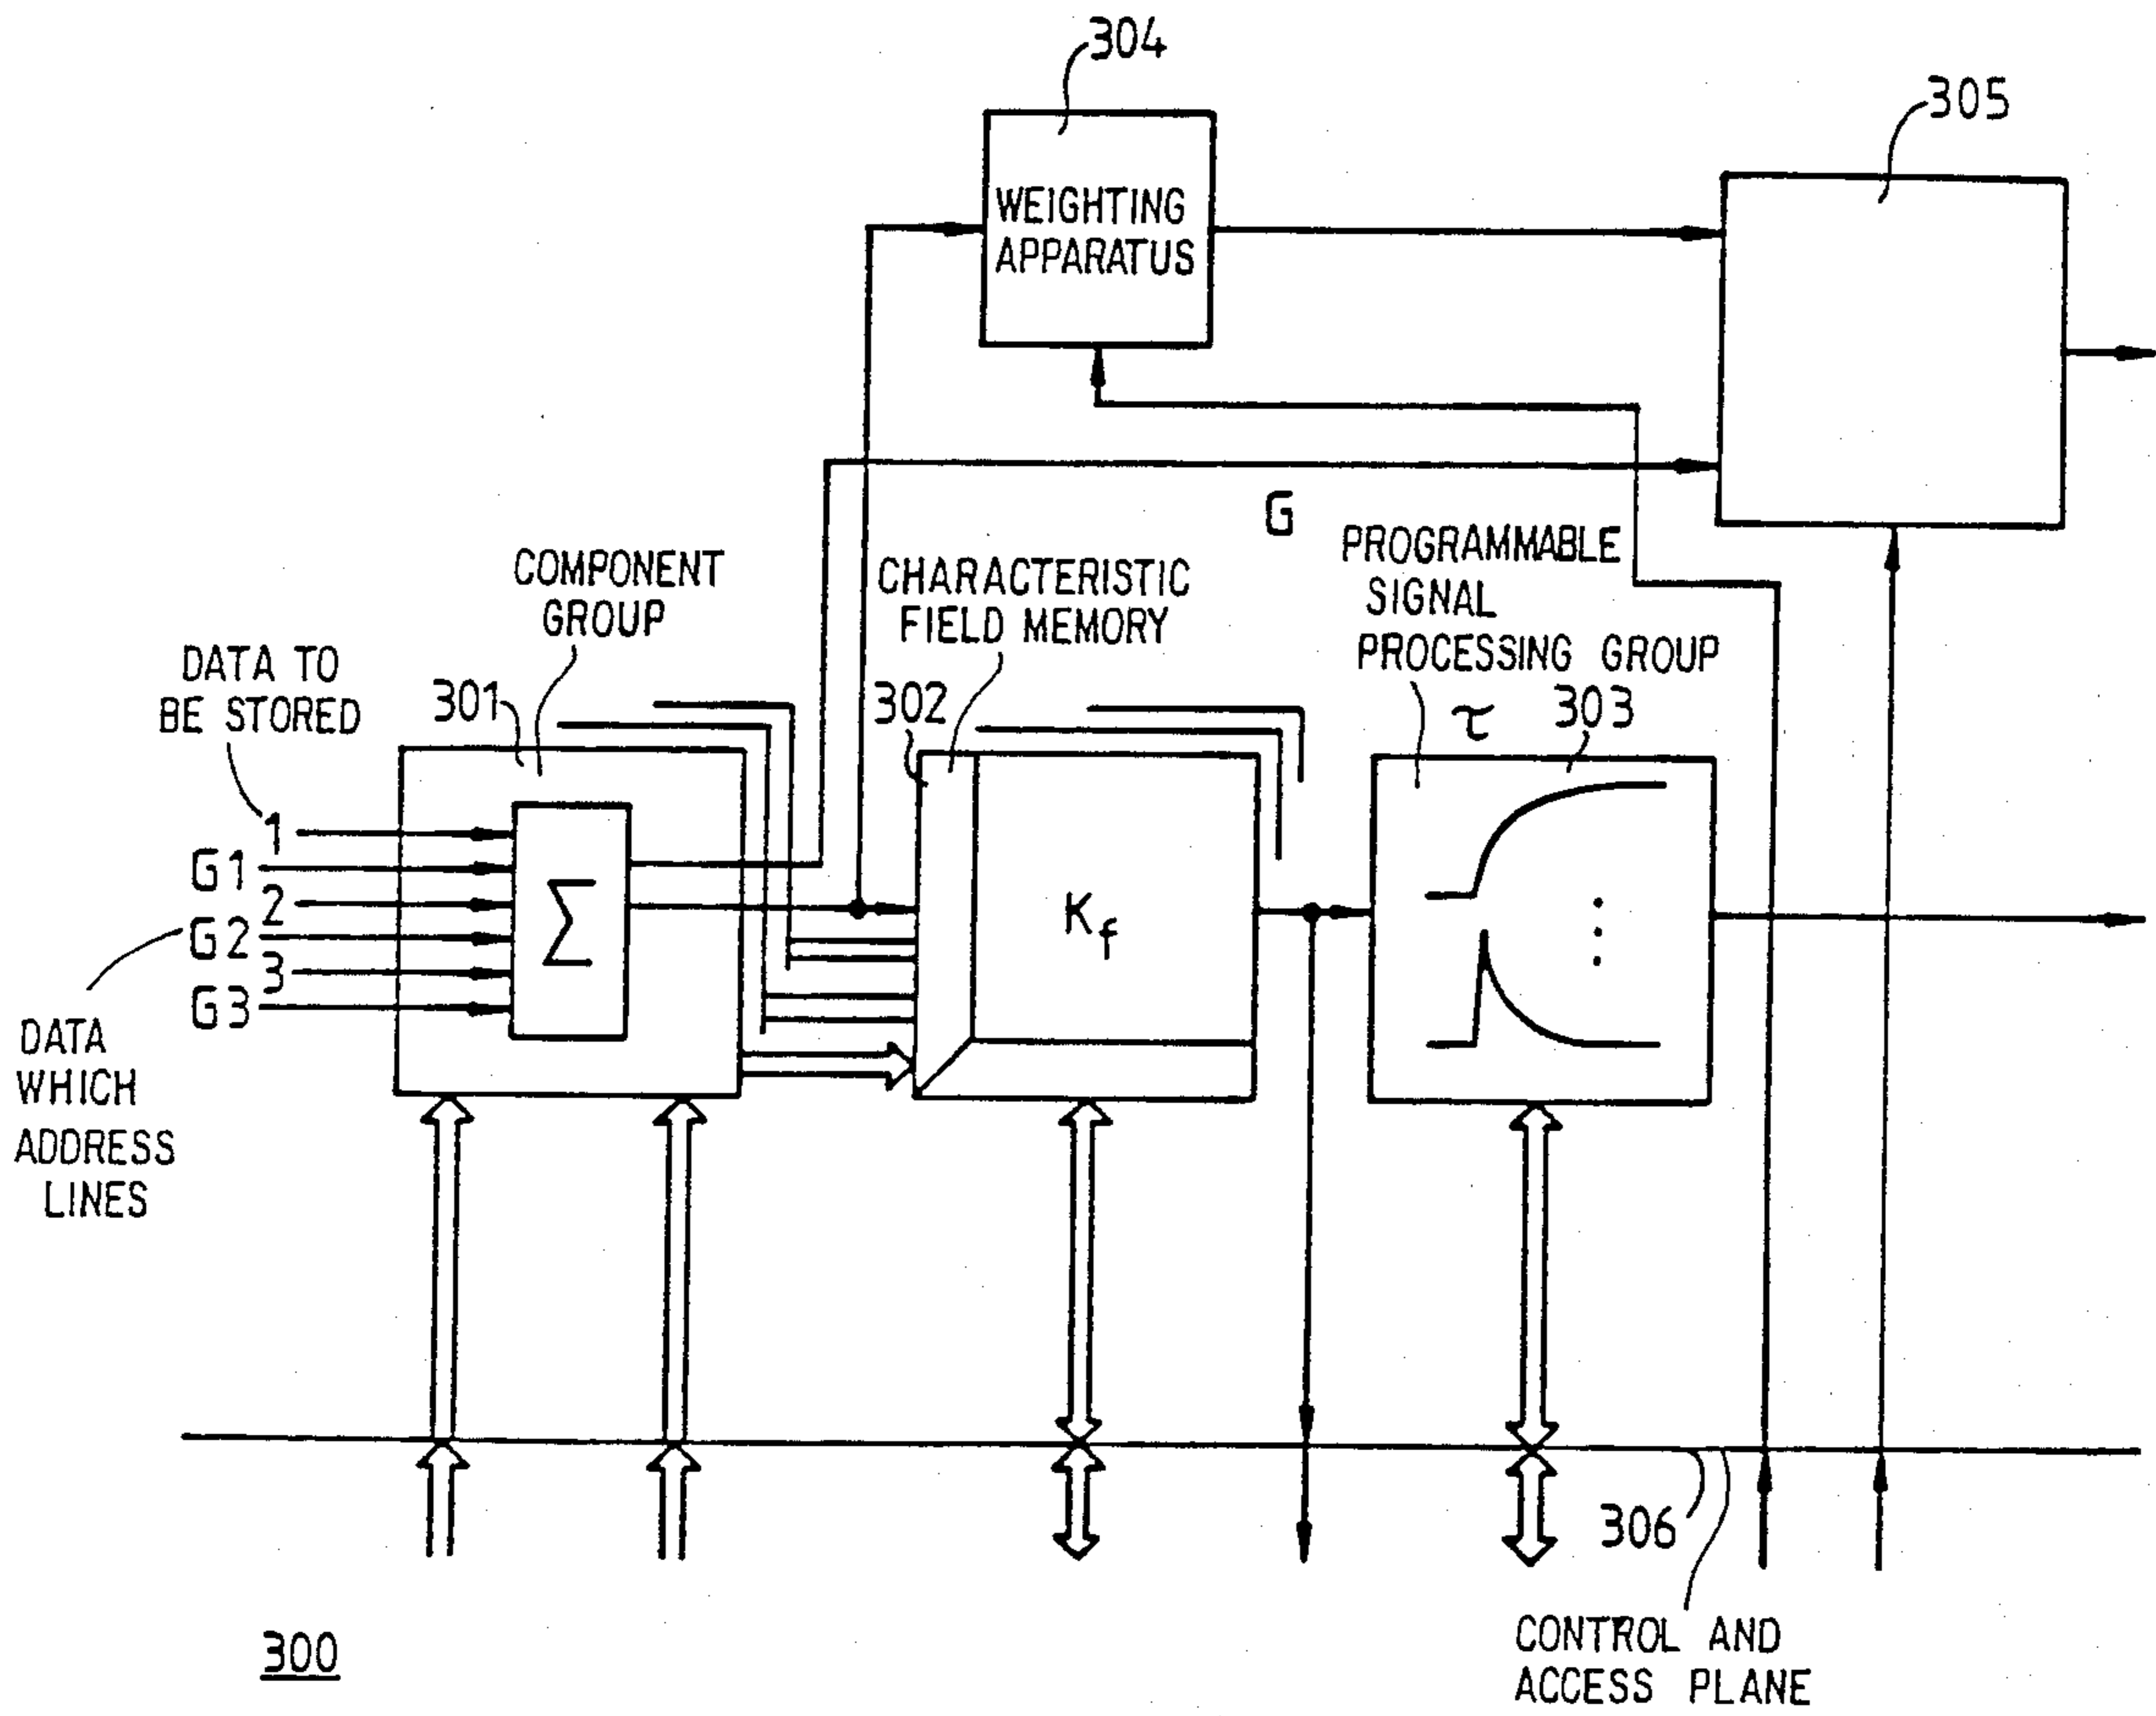 304
305
WEIGHTING
APPARATUS
G
PROGRAMMABLE
SIGNAL
PROCESSING GROUP
COMPONENT
GROUP
CHARACTERISTIC
FIELD MEMORY
DATA TO
BE STORED
301
302
τ
303
1
G1
2
G2
3
G3
Σ
Kf
DATA
WHICH
ADDRESS
LINES
306
CONTROL AND
ACCESS PLANE
300